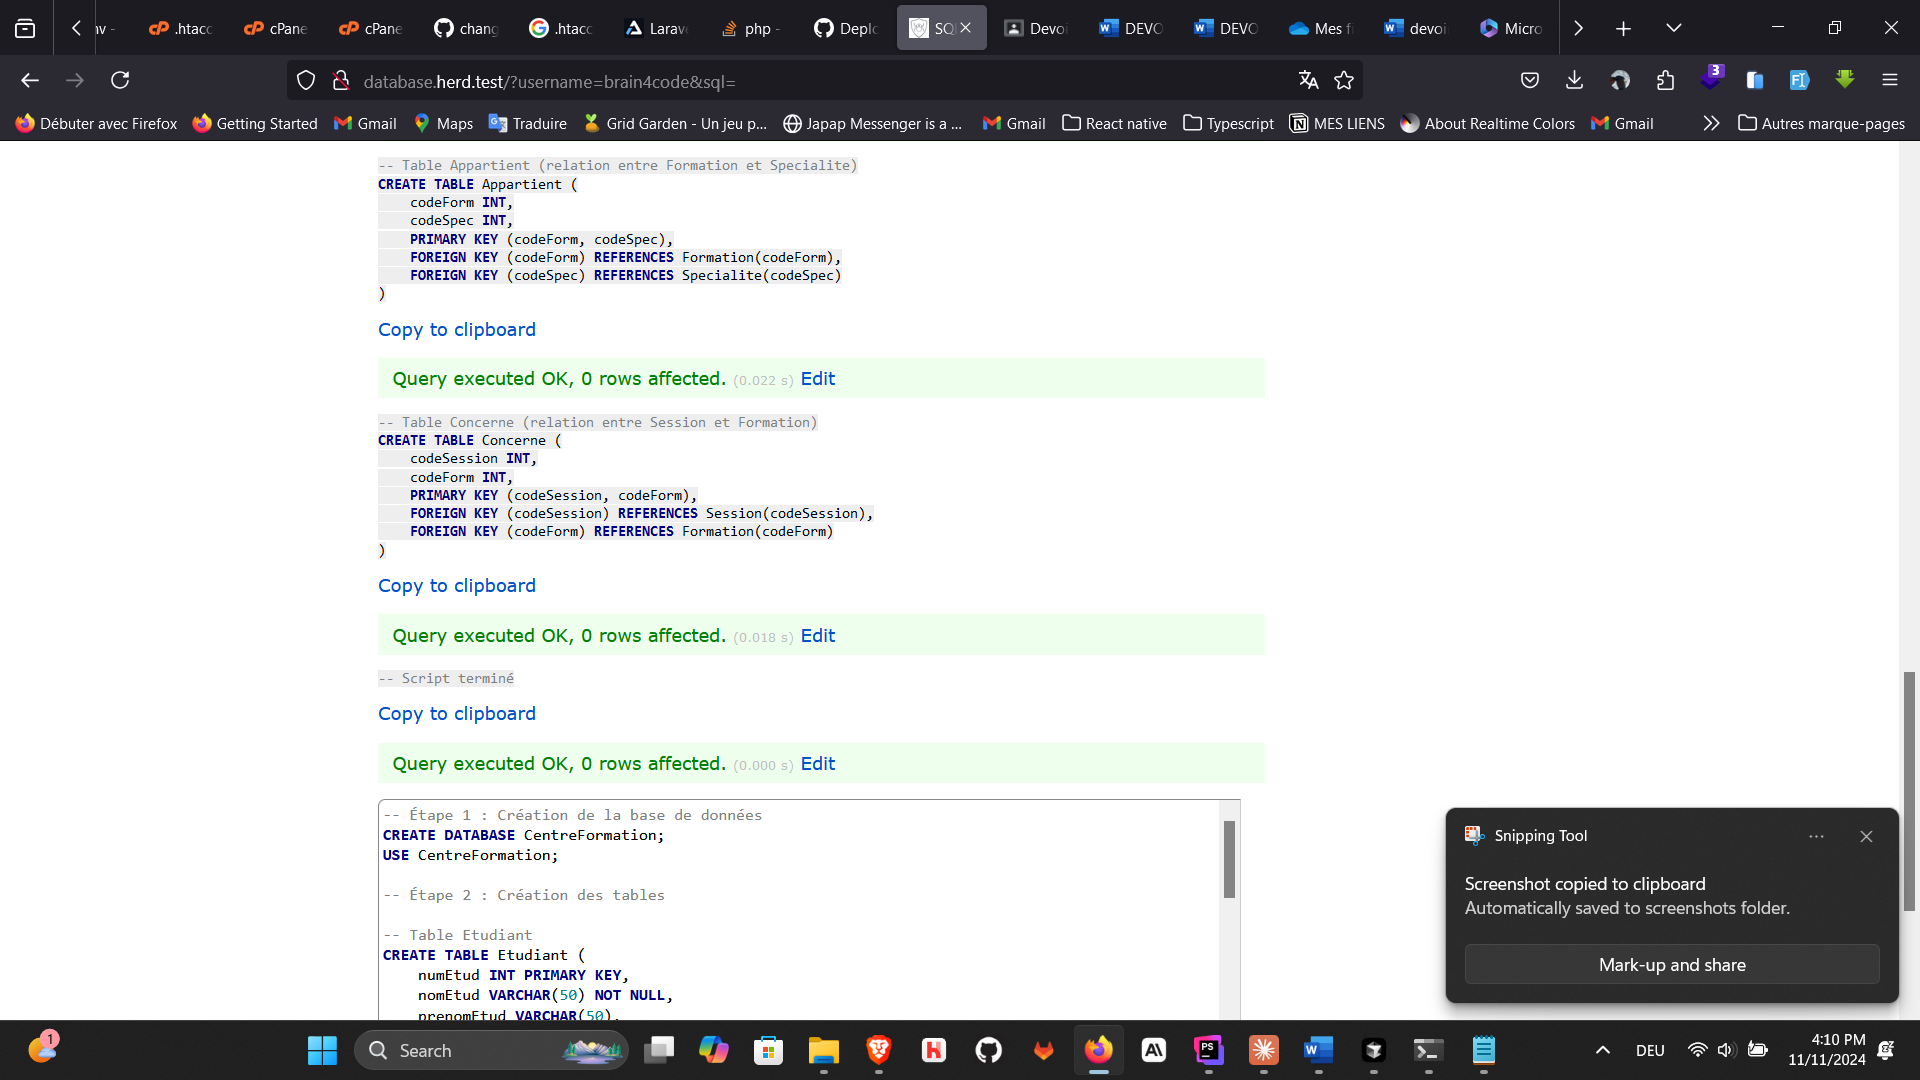 nv -
.htacc
cPane
cPane
chang
.htacc
Larave
php -
Deplo
SQ
Devoi
DEVO
DEVO
Mes fi
devoi
Micro
database.herd.test/?username=brain4code&sql=
3
Débuter avec Firefox
Getting Started
Gmail
Maps
Traduire
Grid Garden - Un jeu p...
Japap Messenger is a ...
Gmail
React native
Typescript
MES LIENS
About Realtime Colors
Gmail
Autres marque-pages
-- Table Appartient (relation entre Formation et Specialite)
CREATE TABLE Appartient (
codeForm INT,
codeSpec INT,
PRIMARY KEY (codeForm, codeSpec),
FOREIGN KEY (codeForm) REFERENCES Formation(codeForm),
FOREIGN KEY (codeSpec) REFERENCES Specialite(codeSpec)
)
Copy to clipboard
Query executed OK, 0 rows affected. (0.022 s) Edit
-- Table Concerne (relation entre Session et Formation)
CREATE TABLE Concerne (
codeSession INT,
codeForm INT,
PRIMARY KEY (codeSession, codeForm),
FOREIGN KEY (codeSession) REFERENCES Session(codeSession),
FOREIGN KEY (codeForm) REFERENCES Formation(codeForm)
)
Copy to clipboard
Query executed OK, 0 rows affected. (0.018 s) Edit
-- Script terminé
Copy to clipboard
Query executed OK, 0 rows affected. (0.000 s) Edit
-- Étape 1 : Création de la base de données
CREATE DATABASE CentreFormation;
USE CentreFormation;
-- Étape 2 : Création des tables
-- Table Etudiant
CREATE TABLE Etudiant (
numEtud INT PRIMARY KEY,
nomEtud VARCHAR(50) NOT NULL,
prenomEtud VARCHAR(50),
Snipping Tool
Screenshot copied to clipboard
Automatically saved to screenshots folder.
Mark-up and share
1
Search
DEU
4:10 PM
11/11/2024